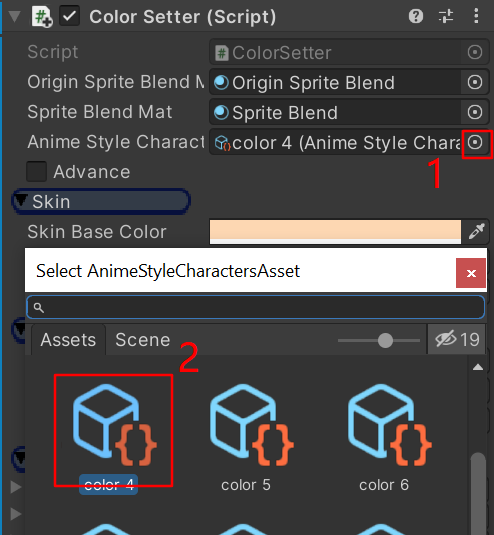 Color Setter (Script)
Script
ColorSetter
Origin Sprite Blend M
Origin Sprite Blend
Sprite Blend Mat
Sprite Blend
Anime Style Charact
color 4 (Anime Style Chara
1
Advance
Skin
Skin Base Color
Select AnimeStyleCharactersAsset
Assets
Scene
19
2
color 4
color 5
color 6